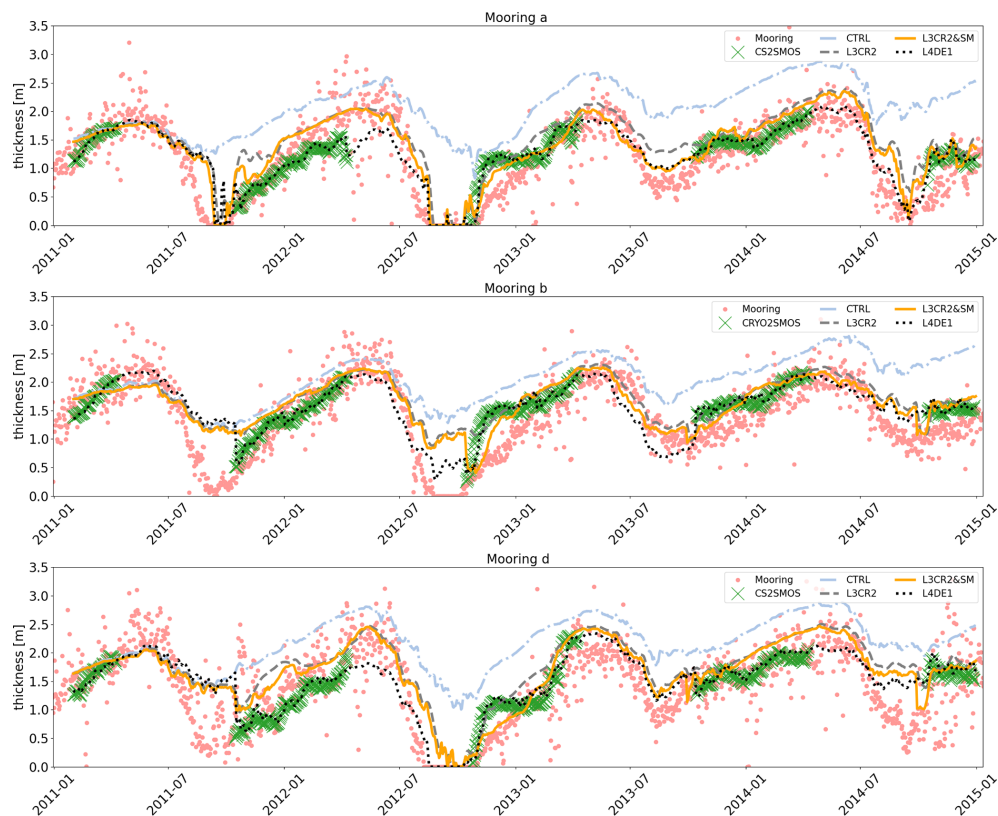 Mooring a
thickness [m]
3.5
3.0
2.5
2.0
1.5
1.0
0.5
0.0
Mooring CTRL L3CR2&SM
CS2SMOS L3CR2 L4DE1
2011-01 2011-07 2012-01 2012-07 2013-01 2013-07 2014-01 2014-07 2015-01
Mooring b
thickness [m]
3.5
3.0
2.5
2.0
1.5
1.0
0.5
0.0
Mooring CTRL L3CR2&SM
CRYO2SMOS L3CR2 L4DE1
2011-01 2011-07 2012-01 2012-07 2013-01 2013-07 2014-01 2014-07 2015-01
Mooring d
thickness [m]
3.5
3.0
2.5
2.0
1.5
1.0
0.5
0.0
Mooring CTRL L3CR2&SM
CS2SMOS L3CR2 L4DE1
2011-01 2011-07 2012-01 2012-07 2013-01 2013-07 2014-01 2014-07 2015-01